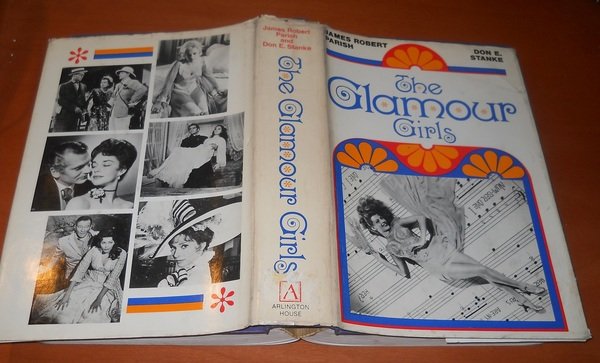 James Robert
Parish
and
Don E. Stanke
The Glamour Girls
A
ARLINGTON
HOUSE
JAMES ROBERT
PARISH
DON E.
STANKE
The
Glamour
Girls